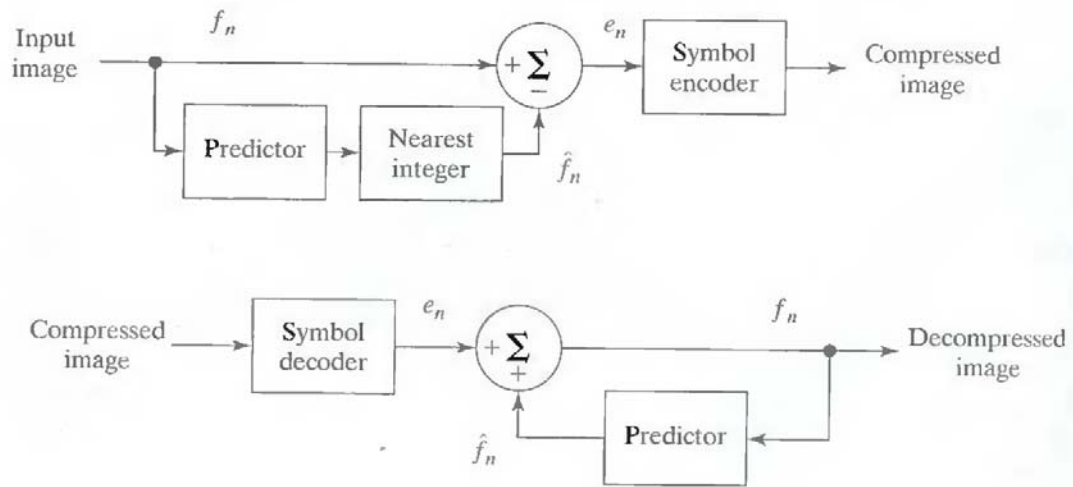 f_n
e_n
Input
image
+ Σ
−
Symbol
encoder
Compressed
image
Predictor
Nearest
integer
f̂_n
e_n
f_n
Compressed
image
Symbol
decoder
+ Σ
+
Decompressed
image
f̂_n
Predictor